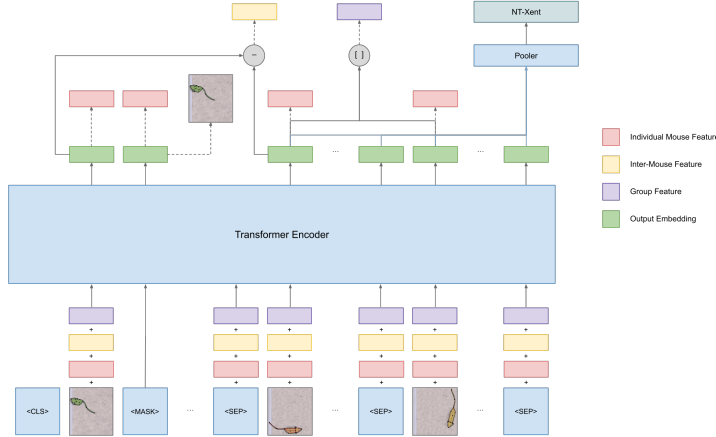 NT-Xent
–
[ ]
Pooler
... ...
Individual Mouse Feature
Inter-Mouse Feature
Group Feature
Output Embedding
Transformer Encoder
+ + + + + +
+ + + + + +
+ + + + + +
<CLS> <MASK> ... <SEP> ... <SEP> ... <SEP>